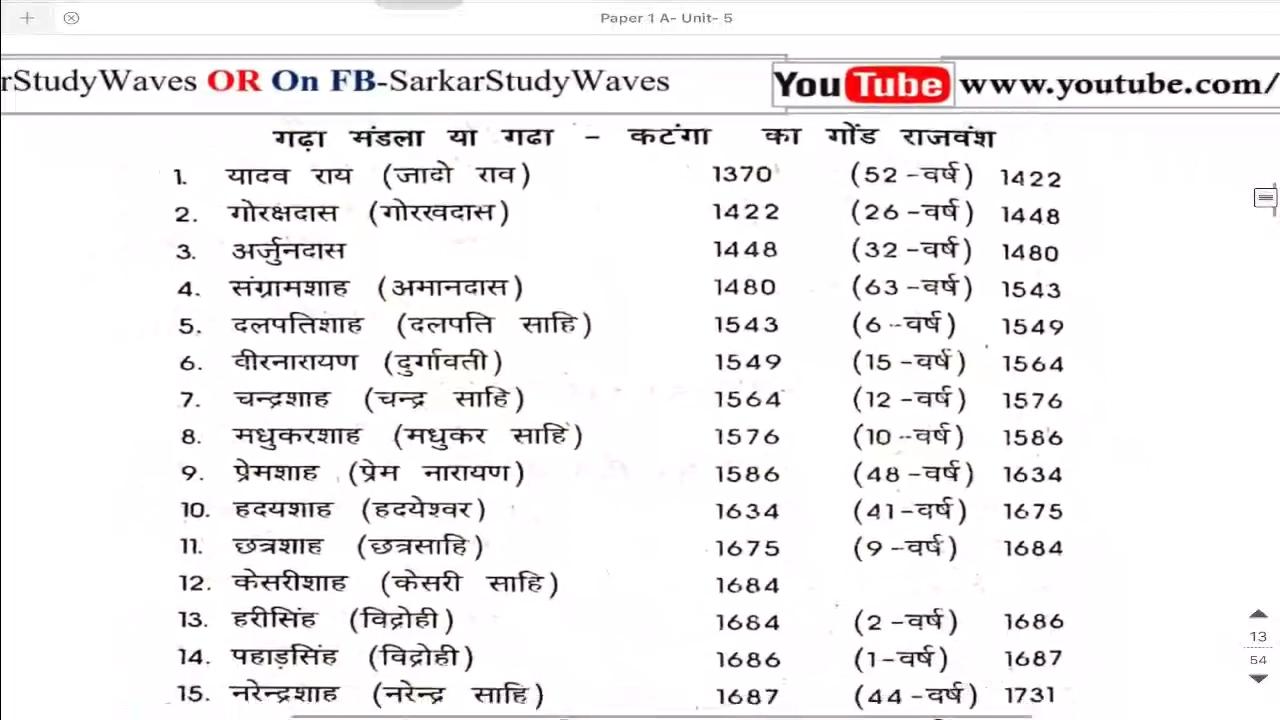 Paper 1 A- Unit- 5
rStudyWaves OR On FB-SarkarStudyWaves
YouTube www.youtube.com/
गढ़ा मंडला या गढा - कटंगा का गोंड राजवंश
1. यादव राय (जादो राव) 1370 (52-वर्ष) 1422
2. गोरक्षदास (गोरखदास) 1422 (26-वर्ष) 1448
3. अर्जुनदास 1448 (32-वर्ष) 1480
4. संग्रामशाह (अमानदास) 1480 (63-वर्ष) 1543
5. दलपतिशाह (दलपति साहि) 1543 (6-वर्ष) 1549
6. वीरनारायण (दुर्गावती) 1549 (15-वर्ष) 1564
7. चन्द्रशाह (चन्द्र साहि) 1564 (12-वर्ष) 1576
8. मधुकरशाह (मधुकर साहि) 1576 (10-वर्ष) 1586
9. प्रेमशाह (प्रेम नारायण) 1586 (48-वर्ष) 1634
10. हदयशाह (हदयेश्वर) 1634 (41-वर्ष) 1675
11. छत्रशाह (छत्रसाहि) 1675 (9-वर्ष) 1684
12. केसरीशाह (केसरी साहि) 1684
13. हरीसिंह (विद्रोही) 1684 (2-वर्ष) 1686
14. पहाड़सिंह (विद्रोही) 1686 (1-वर्ष) 1687
15. नरेन्द्रशाह (नरेन्द्र साहि) 1687 (44-वर्ष) 1731
13
54